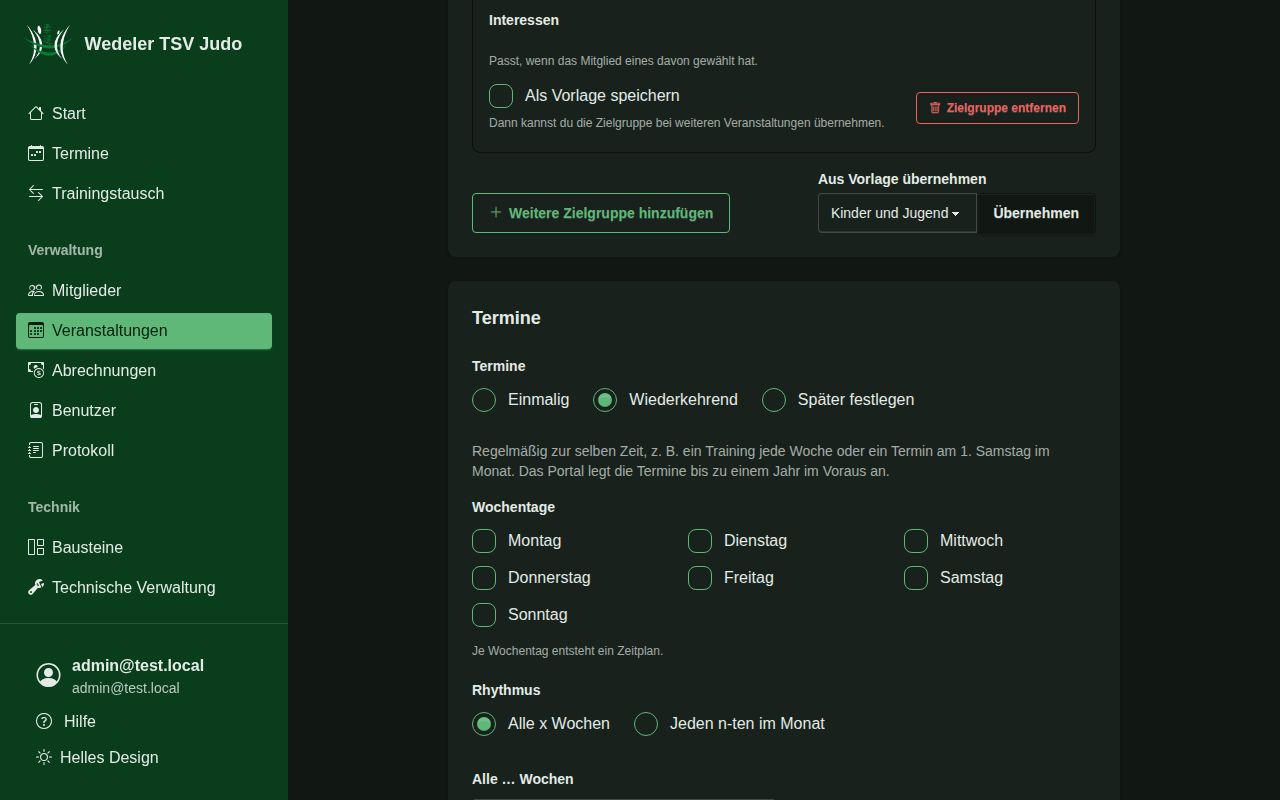 Wedeler TSV Judo
Start
Termine
Trainingstausch
Verwaltung
Mitglieder
Veranstaltungen
Abrechnungen
Benutzer
Protokoll
Technik
Bausteine
Technische Verwaltung
admin@test.local
admin@test.local
Hilfe
Helles Design
Interessen
Passt, wenn das Mitglied eines davon gewählt hat.
Als Vorlage speichern
Dann kannst du die Zielgruppe bei weiteren Veranstaltungen übernehmen.
Zielgruppe entfernen
Weitere Zielgruppe hinzufügen
Aus Vorlage übernehmen
Kinder und Jugend
Übernehmen
Termine
Termine
Einmalig
Wiederkehrend
Später festlegen
Regelmäßig zur selben Zeit, z. B. ein Training jede Woche oder ein Termin am 1. Samstag im
Monat. Das Portal legt die Termine bis zu einem Jahr im Voraus an.
Wochentage
Montag
Dienstag
Mittwoch
Donnerstag
Freitag
Samstag
Sonntag
Je Wochentag entsteht ein Zeitplan.
Rhythmus
Alle x Wochen
Jeden n-ten im Monat
Alle … Wochen